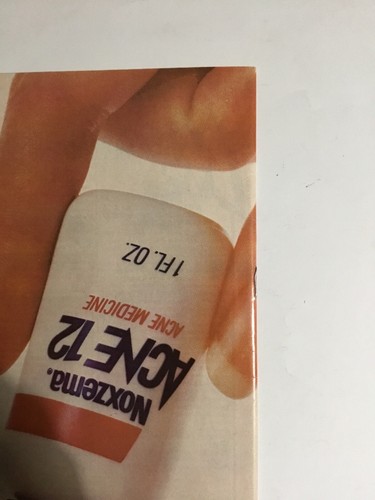 Noxzema.
ACNE 12
ACNE MEDICINE
1 FL. OZ.